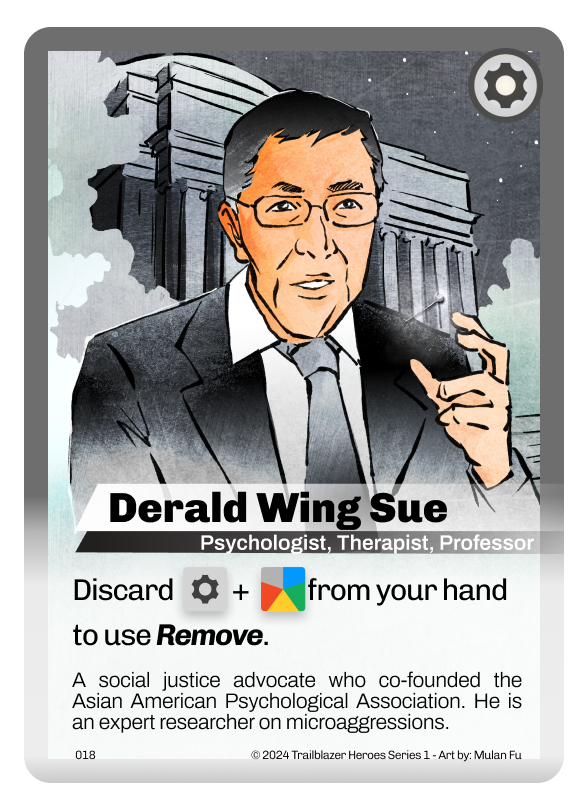 Derald Wing Sue
Psychologist, Therapist, Professor
Discard + from your hand
to use Remove.
A social justice advocate who co-founded the
Asian American Psychological Association. He is
an expert researcher on microaggressions.
018 © 2024 Trailblazer Heroes Series 1 - Art by: Mulan Fu